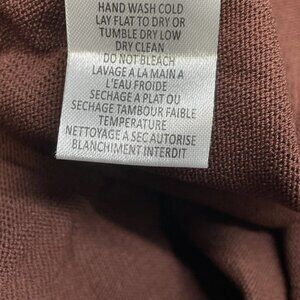 HAND WASH COLD
LAY FLAT TO DRY OR
TUMBLE DRY LOW
DRY CLEAN
DO NOT BLEACH
LAVAGE A LA MAIN A
L'EAU FROIDE
SECHAGE A PLAT OU
SECHAGE TAMBOUR FAIBLE
TEMPERATURE
NETTOYAGE A SEC AUTORISE
BLANCHIMENT INTERDIT